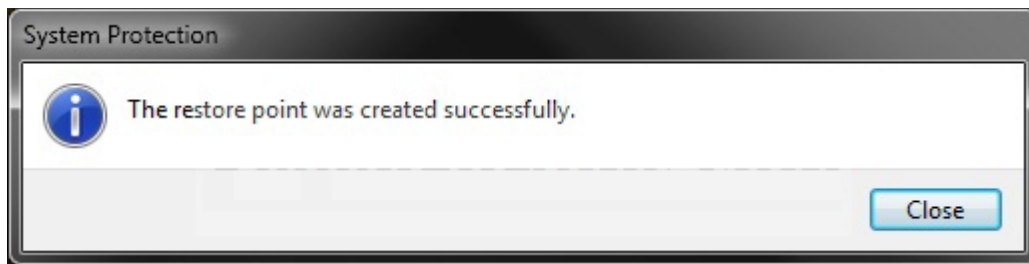 System Protection
The restore point was created successfully.
Close